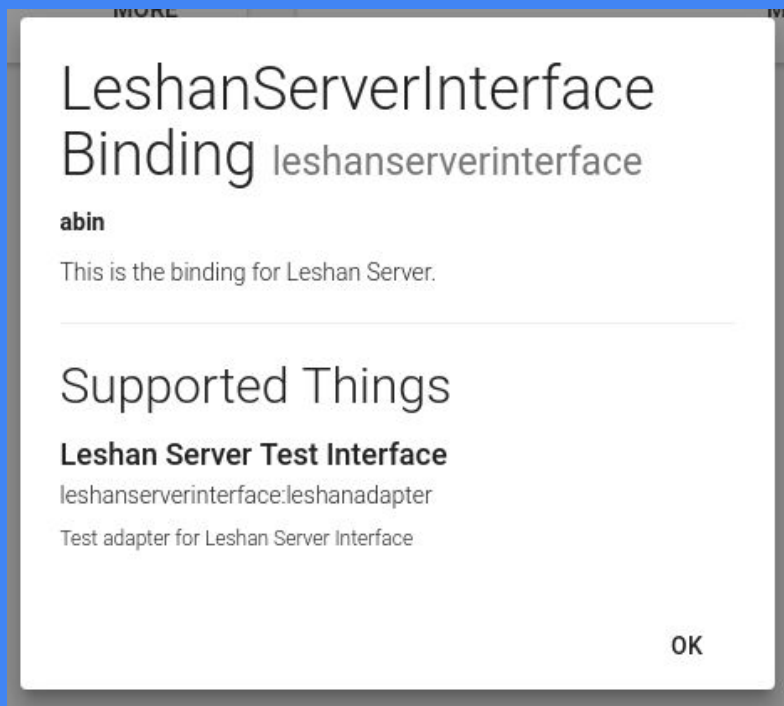 MORE
LeshanServerInterface
Binding leshanserverinterface
abin
This is the binding for Leshan Server.
Supported Things
Leshan Server Test Interface
leshanserverinterface:leshanadapter
Test adapter for Leshan Server Interface
OK